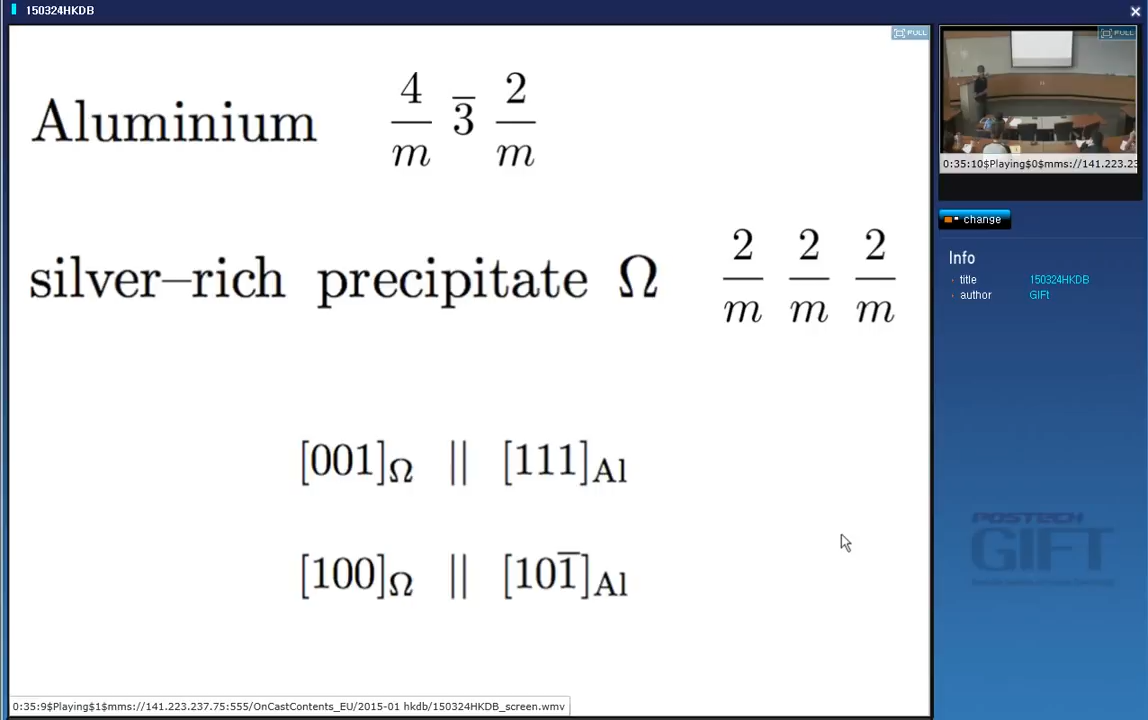 150324HKDB
FULL
Aluminium 4/m 3̅ 2/m
silver–rich precipitate Ω 2/m 2/m 2/m
[001]Ω || [111]Al
[100]Ω || [101̅]Al
0:35:9$Playing$1$mms://141.223.237.75:555/OnCastContents_EU/2015-01 hkdb/150324HKDB_screen.wmv
FULL
0:35:10$Playing$0$mms://141.223.23
change
Info
title 150324HKDB
author GIFt
POSTECH
GIFT